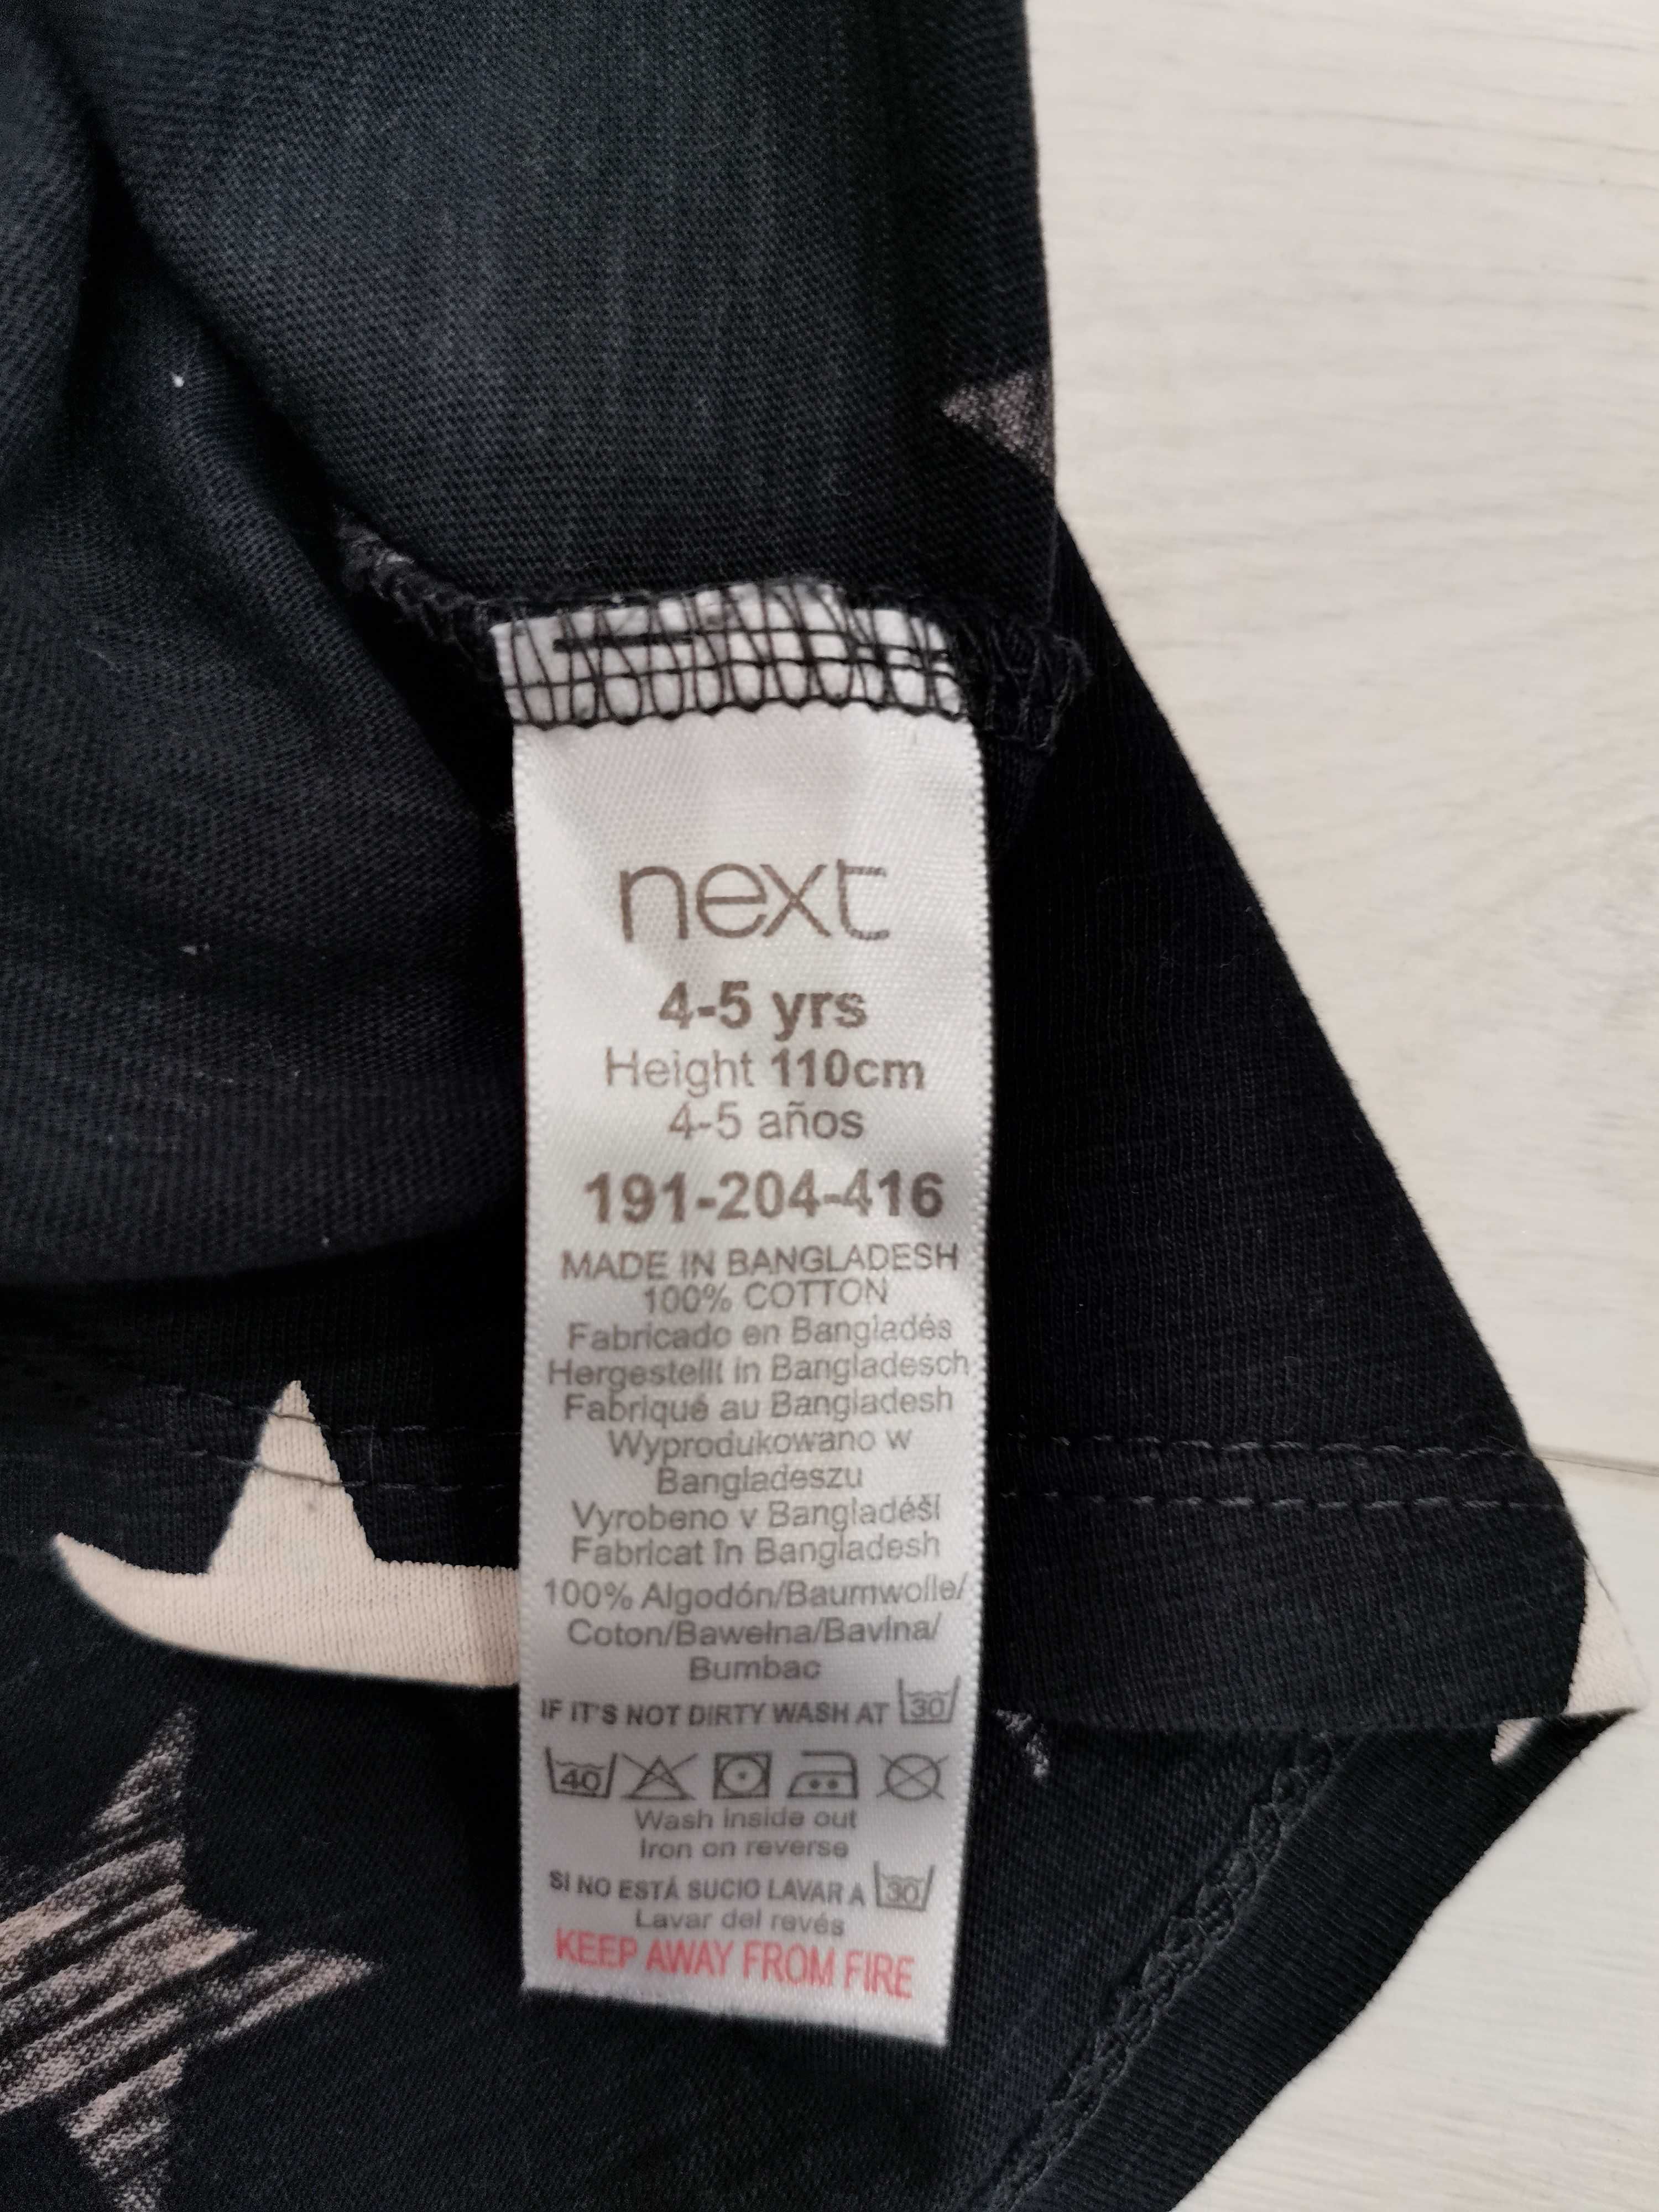 next
4-5 yrs
Height 110cm
4-5 años
191-204-416
MADE IN BANGLADESH
100% COTTON
Fabricado en Bangladés
Hergestellt in Bangladesch
Fabriqué au Bangladesh
Wyprodukowano w
Bangladeszu
Vyrobeno v Bangladéši
Fabricat în Bangladesh
100% Algodón/Baumwolle/
Coton/Bawełna/Bavlna/
Bumbac
IF IT'S NOT DIRTY WASH AT 30
40
Wash inside out
Iron on reverse
SI NO ESTÁ SUCIO LAVAR A 30
Lavar del revés
KEEP AWAY FROM FIRE